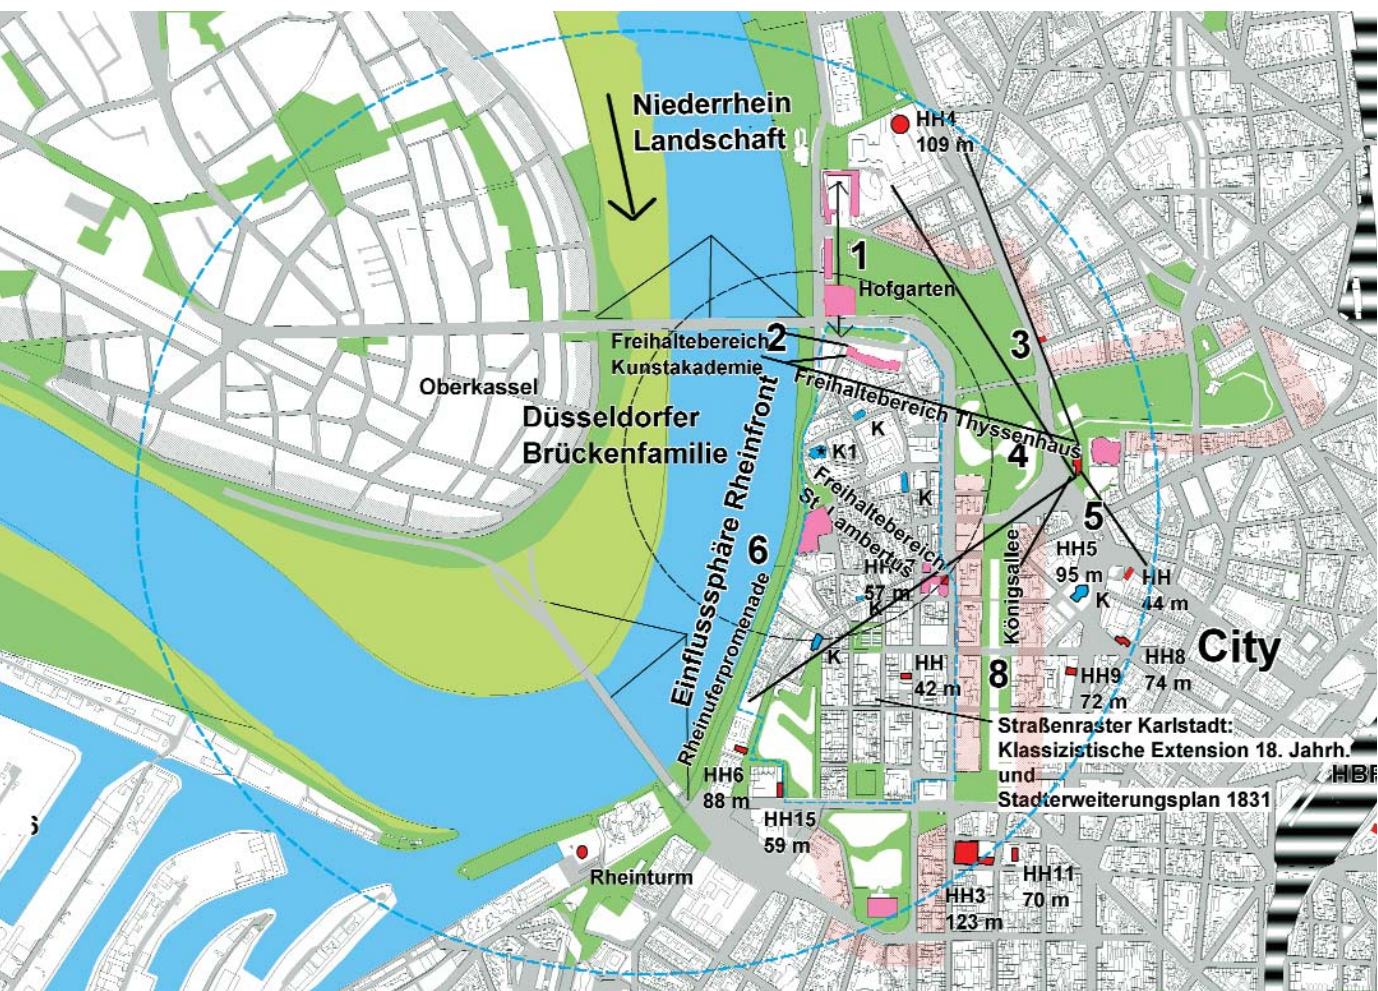 Niederrhein
Landschaft
HH4
109 m
1
Hofgarten
Freihaltebereich
2
Kunstakademie
3
Freihaltebereich Thyssenhaus
Oberkassel
Düsseldorfer
Brückenfamilie
K
K1
4
K
Freihaltebereich
St. Lambertus
5
Einflusssphäre Rheinfront
6
Rheinuferpromenade
HH5
95 m
K
HH
44 m
57 m
K
Königsallee
City
K
HH
42 m
8
HH8
74 m
HH9
72 m
Straßenraster Karlstadt:
Klassizistische Extension 18. Jahrh.
und
Stadterweiterungsplan 1831
HH6
88 m
HH15
59 m
Rheinturm
HH3
123 m
HH11
70 m